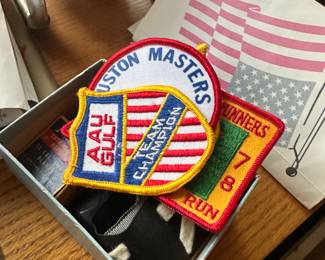 USTON MASTERS
AAU
GULF
TEAM
CHAMPION
UNNERS
7
8
RUN